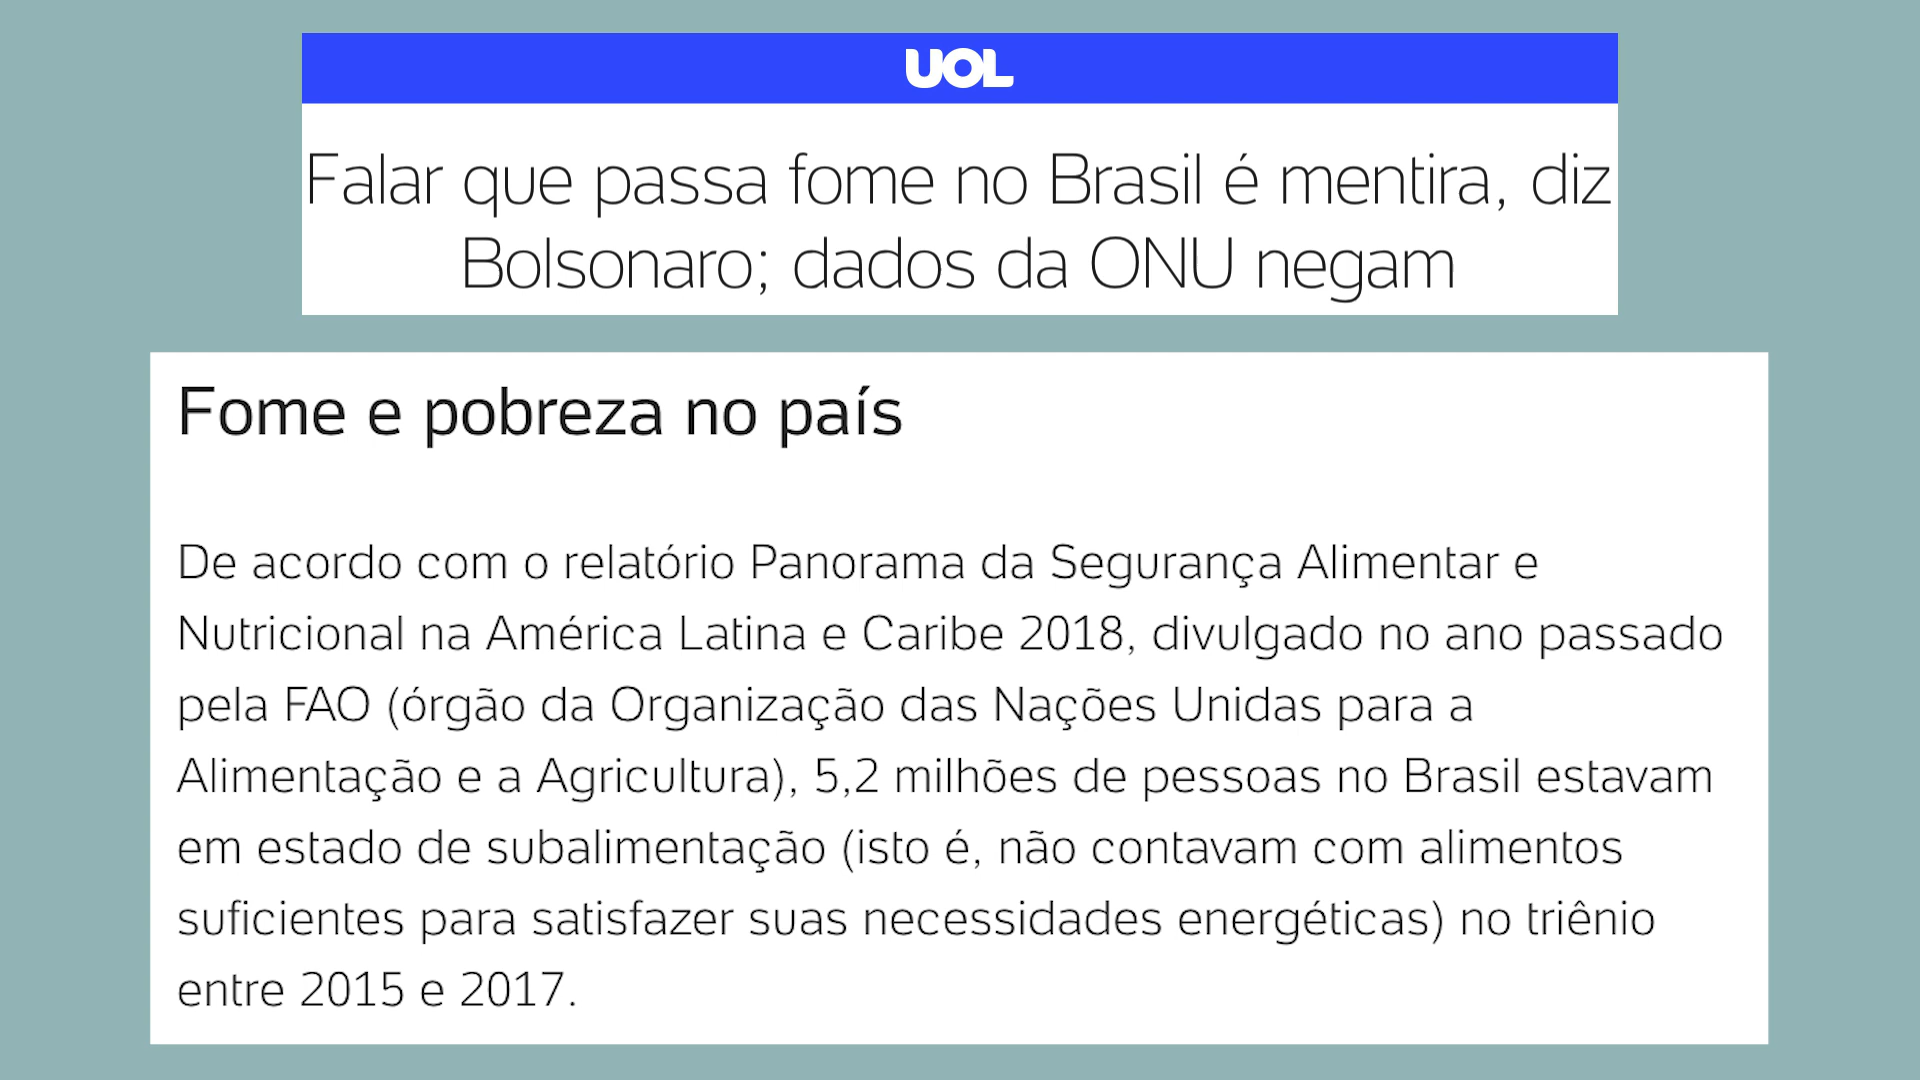 UOL
Falar que passa fome no Brasil é mentira, diz
Bolsonaro; dados da ONU negam
Fome e pobreza no país
De acordo com o relatório Panorama da Segurança Alimentar e
Nutricional na América Latina e Caribe 2018, divulgado no ano passado
pela FAO (órgão da Organização das Nações Unidas para a
Alimentação e a Agricultura), 5,2 milhões de pessoas no Brasil estavam
em estado de subalimentação (isto é, não contavam com alimentos
suficientes para satisfazer suas necessidades energéticas) no triênio
entre 2015 e 2017.